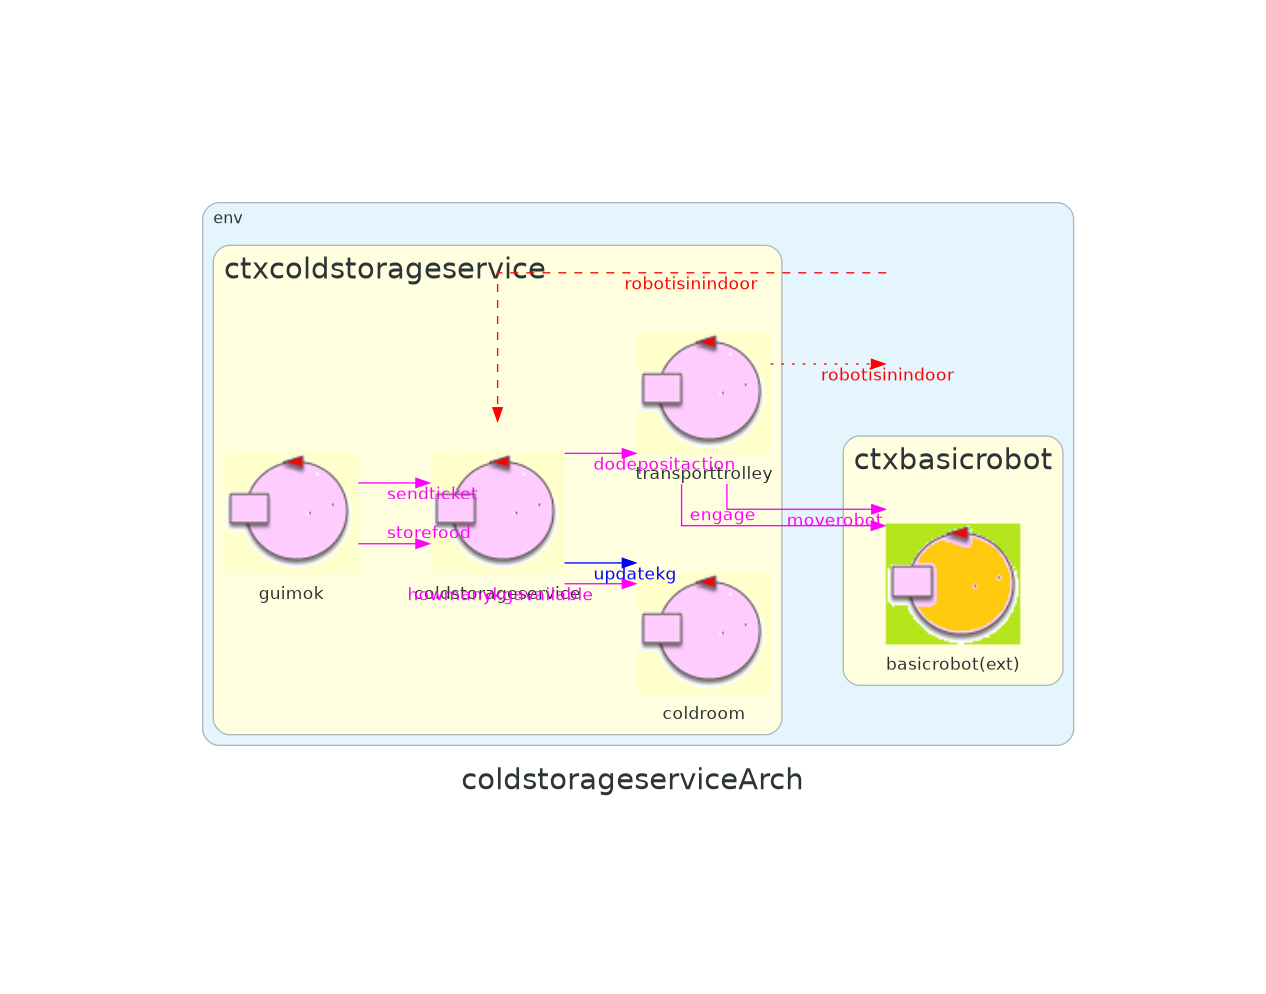 env
ctxcoldstorageservice
robotisinindoor
robotisinindoor
ctxbasicrobot
dodepositaction
transporttrolley
sendticket
engage
moverobot
storefood
updatekg
guimok
coldstorageservice
howmanykgavailable
basicrobot(ext)
coldroom
coldstorageserviceArch